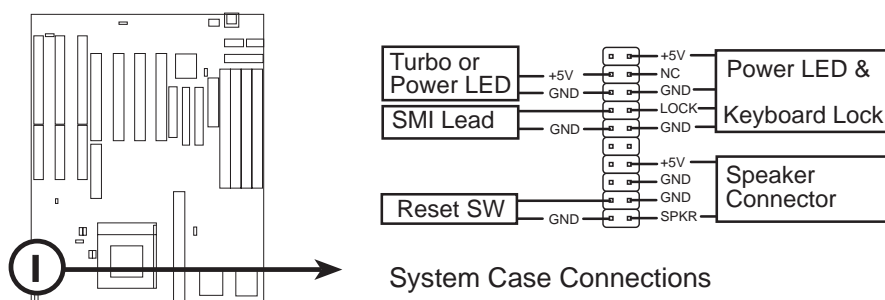 Turbo or
Power LED
+5V
GND
SMI Lead
GND
Reset SW
GND
+5V
NC
GND
LOCK
GND
+5V
GND
GND
SPKR
Power LED &
Keyboard Lock
Speaker
Connector
I
System Case Connections